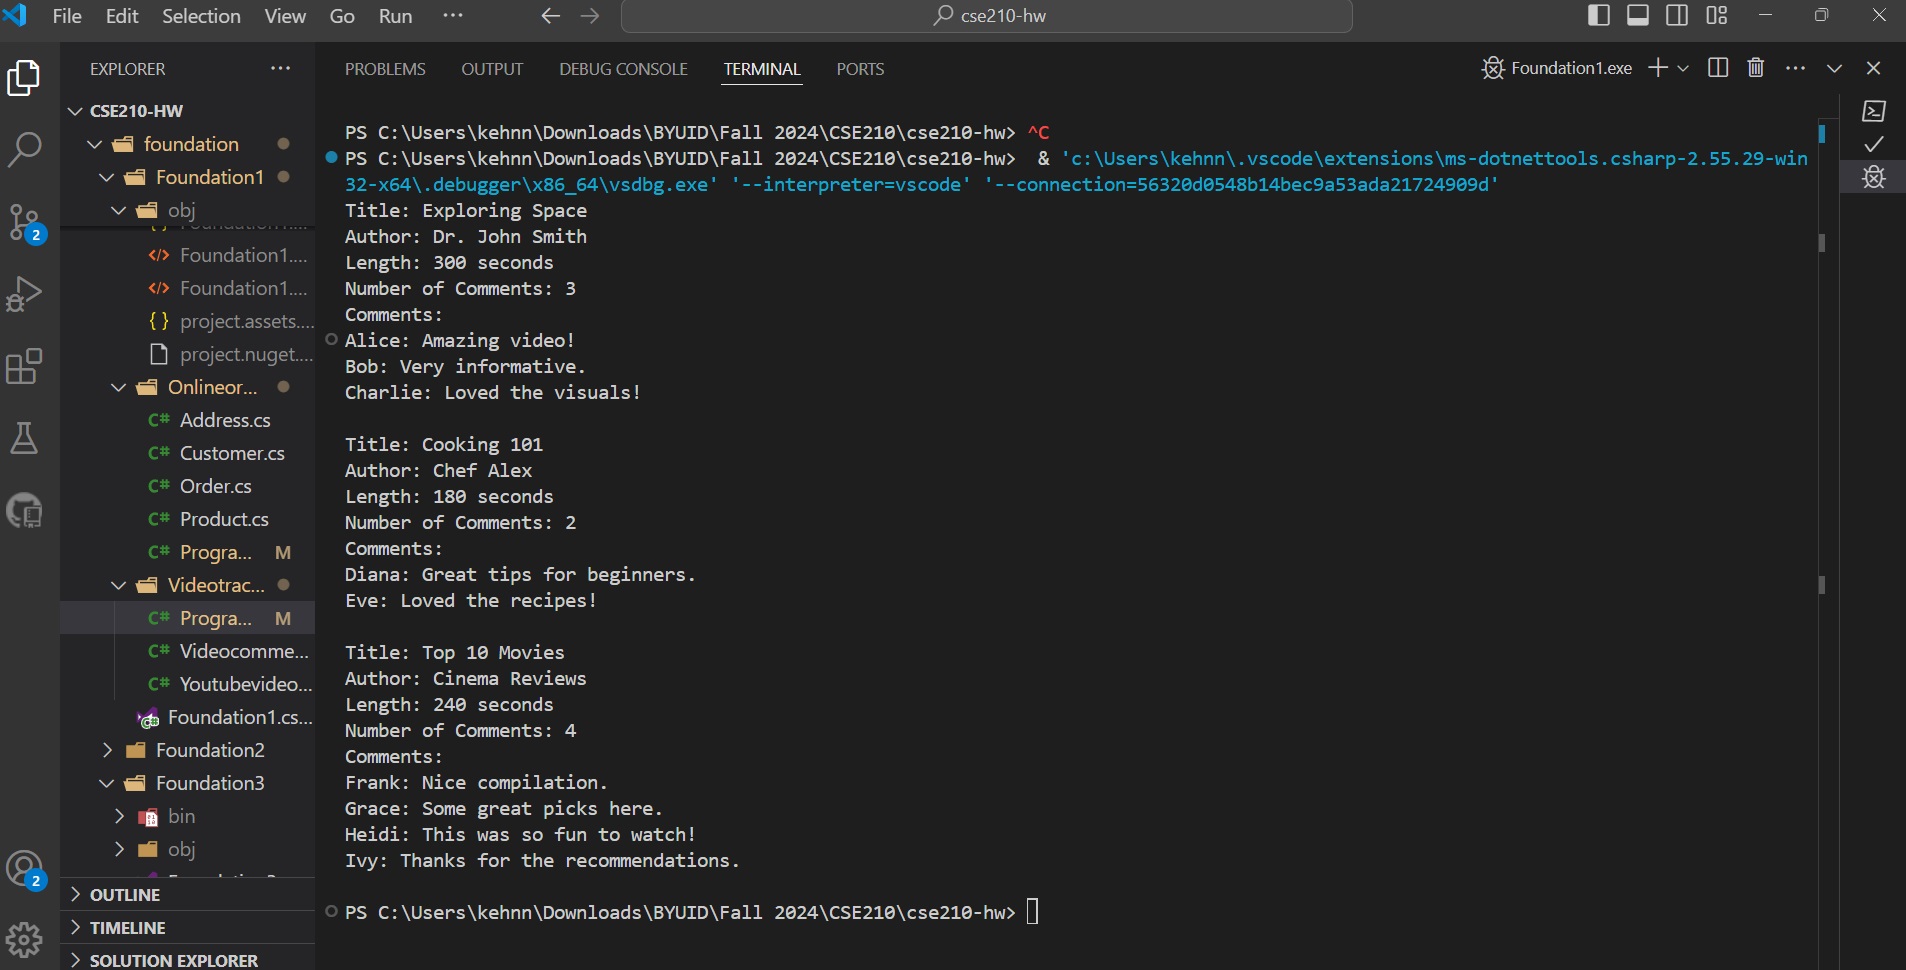 File Edit Selection View Go Run ··· cse210-hw
EXPLORER ···
CSE210-HW
foundation
Foundation1
obj
Foundation1....
Foundation1....
project.assets....
project.nuget....
Onlineor...
C# Address.cs
C# Customer.cs
C# Order.cs
C# Product.cs
C# Progra... M
Videotrac...
C# Progra... M
C# Videocomme...
C# Youtubevideo...
Foundation1.cs...
Foundation2
Foundation3
bin
obj
OUTLINE
TIMELINE
SOLUTION EXPLORER
2
2
PROBLEMS OUTPUT DEBUG CONSOLE TERMINAL PORTS Foundation1.exe
PS C:\Users\kehnn\Downloads\BYUID\Fall 2024\CSE210\cse210-hw> ^C
PS C:\Users\kehnn\Downloads\BYUID\Fall 2024\CSE210\cse210-hw>  & 'c:\Users\kehnn\.vscode\extensions\ms-dotnettools.csharp-2.55.29-win
32-x64\.debugger\x86_64\vsdbg.exe' '--interpreter=vscode' '--connection=56320d0548b14bec9a53ada21724909d'
Title: Exploring Space
Author: Dr. John Smith
Length: 300 seconds
Number of Comments: 3
Comments:
Alice: Amazing video!
Bob: Very informative.
Charlie: Loved the visuals!
Title: Cooking 101
Author: Chef Alex
Length: 180 seconds
Number of Comments: 2
Comments:
Diana: Great tips for beginners.
Eve: Loved the recipes!
Title: Top 10 Movies
Author: Cinema Reviews
Length: 240 seconds
Number of Comments: 4
Comments:
Frank: Nice compilation.
Grace: Some great picks here.
Heidi: This was so fun to watch!
Ivy: Thanks for the recommendations.
PS C:\Users\kehnn\Downloads\BYUID\Fall 2024\CSE210\cse210-hw>